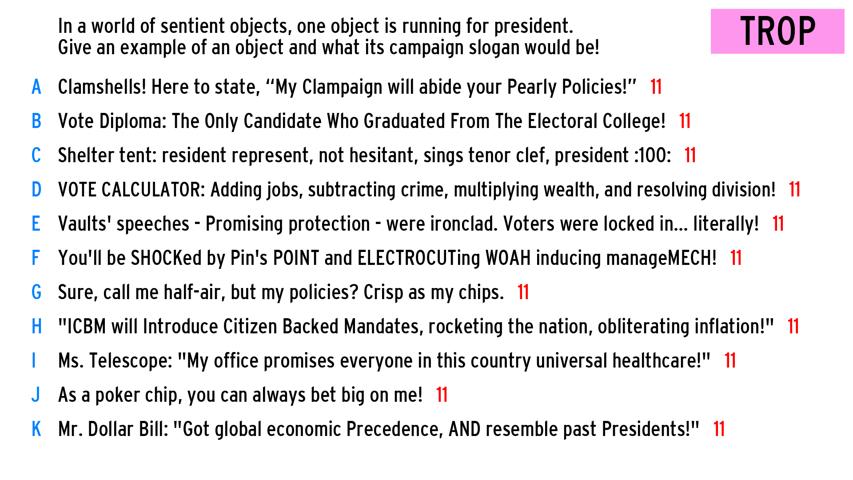 In a world of sentient objects, one object is running for president.
Give an example of an object and what its campaign slogan would be!
TROP
A Clamshells! Here to state, “My Clampaign will abide your Pearly Policies!” 11
B Vote Diploma: The Only Candidate Who Graduated From The Electoral College! 11
C Shelter tent: resident represent, not hesitant, sings tenor clef, president :100: 11
D VOTE CALCULATOR: Adding jobs, subtracting crime, multiplying wealth, and resolving division! 11
E Vaults' speeches - Promising protection - were ironclad. Voters were locked in... literally! 11
F You'll be SHOCKed by Pin's POINT and ELECTROCUTing WOAH inducing manageMECH! 11
G Sure, call me half-air, but my policies? Crisp as my chips. 11
H "ICBM will Introduce Citizen Backed Mandates, rocketing the nation, obliterating inflation!" 11
I Ms. Telescope: "My office promises everyone in this country universal healthcare!" 11
J As a poker chip, you can always bet big on me! 11
K Mr. Dollar Bill: "Got global economic Precedence, AND resemble past Presidents!" 11